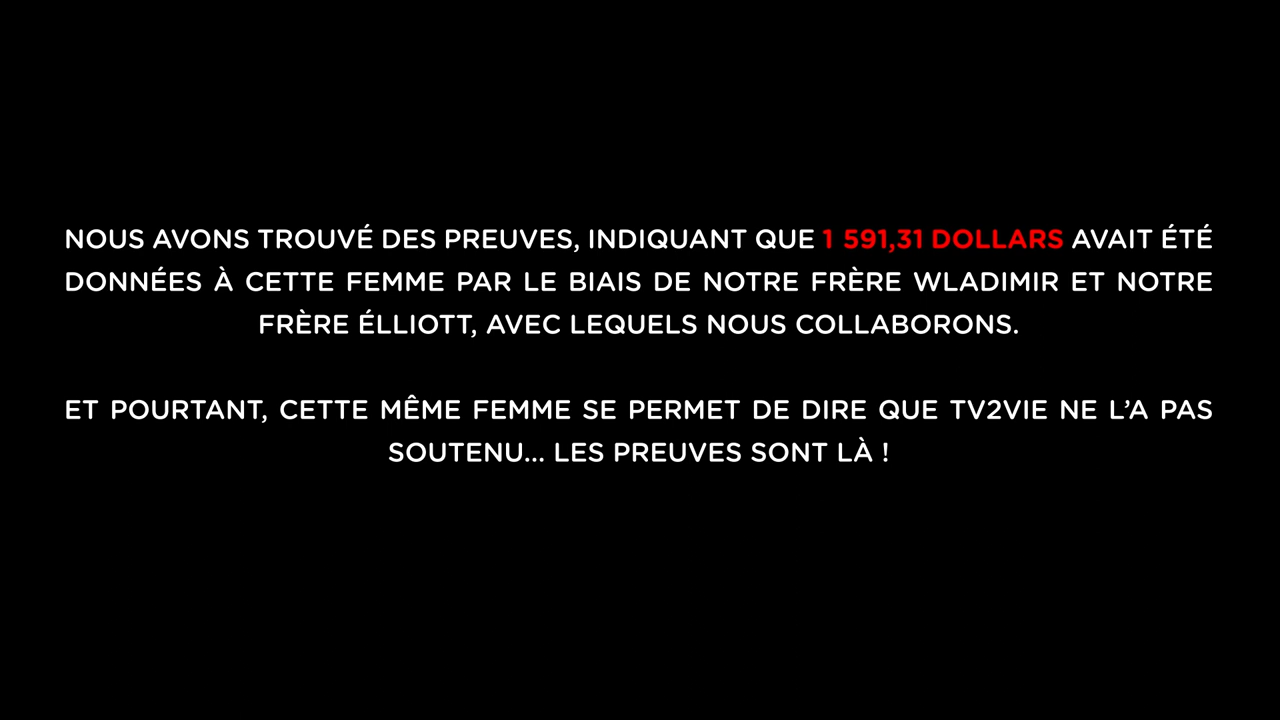 NOUS AVONS TROUVÉ DES PREUVES, INDIQUANT QUE 1 591,31 DOLLARS AVAIT ÉTÉ
DONNÉES À CETTE FEMME PAR LE BIAIS DE NOTRE FRÈRE WLADIMIR ET NOTRE
FRÈRE ÉLLIOTT, AVEC LEQUELS NOUS COLLABORONS.
ET POURTANT, CETTE MÊME FEMME SE PERMET DE DIRE QUE TV2VIE NE L’A PAS
SOUTENU... LES PREUVES SONT LÀ !